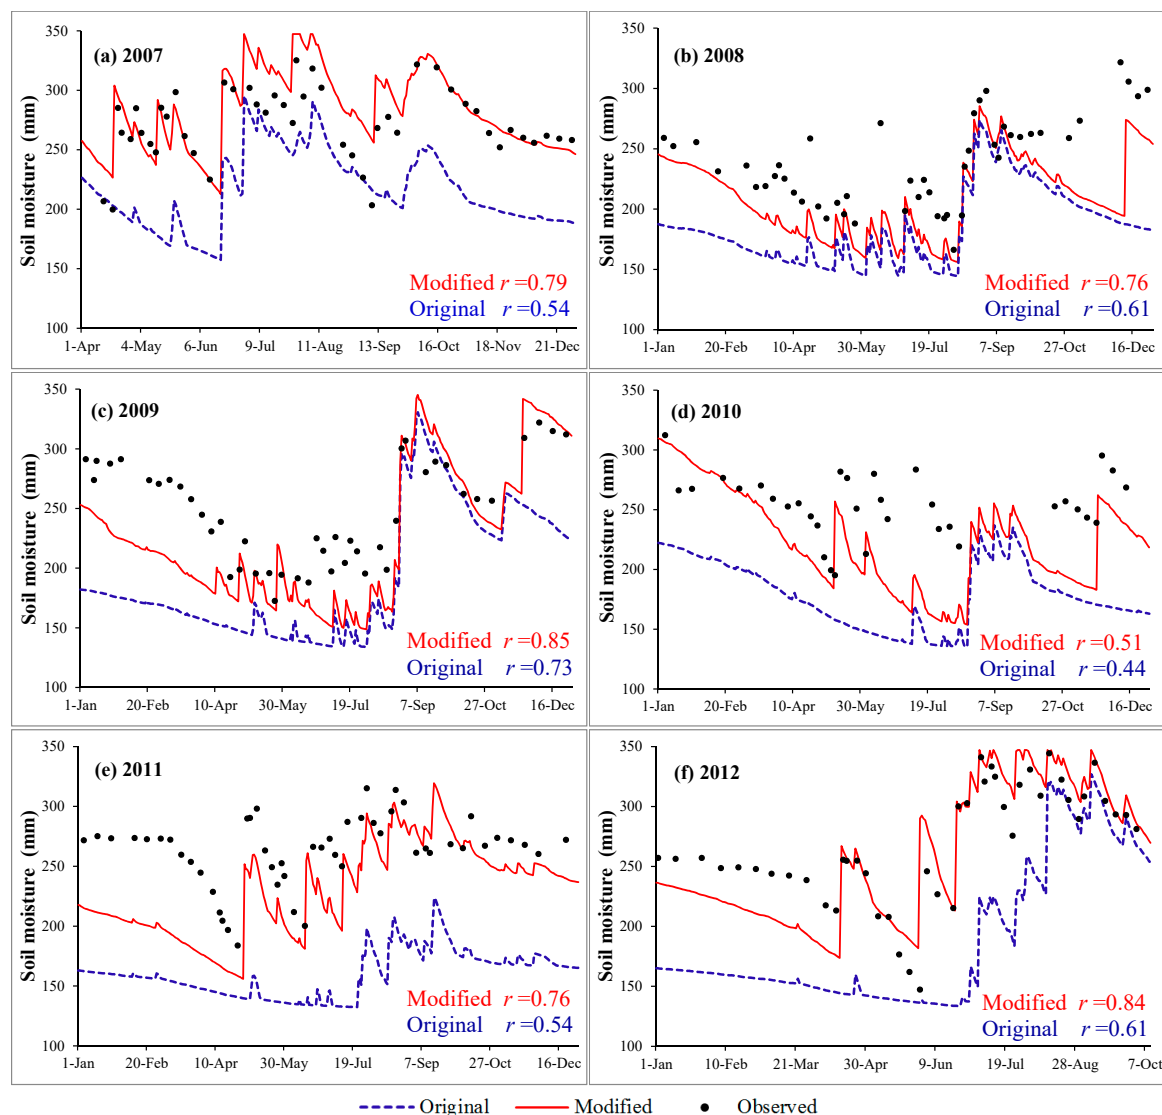 (a) 2007
Soil moisture (mm)
350
300
250
200
150
100
Modified r =0.79
Original r =0.54
1-Apr 4-May 6-Jun 9-Jul 11-Aug 13-Sep 16-Oct 18-Nov 21-Dec
(b) 2008
Soil moisture (mm)
350
300
250
200
150
100
Modified r =0.76
Original r =0.61
1-Jan 20-Feb 10-Apr 30-May 19-Jul 7-Sep 27-Oct 16-Dec
(c) 2009
Soil moisture (mm)
350
300
250
200
150
100
Modified r =0.85
Original r =0.73
1-Jan 20-Feb 10-Apr 30-May 19-Jul 7-Sep 27-Oct 16-Dec
(d) 2010
Soil moisture (mm)
350
300
250
200
150
100
Modified r =0.51
Original r =0.44
1-Jan 20-Feb 10-Apr 30-May 19-Jul 7-Sep 27-Oct 16-Dec
(e) 2011
Soil moisture (mm)
350
300
250
200
150
100
Modified r =0.76
Original r =0.54
1-Jan 20-Feb 10-Apr 30-May 19-Jul 7-Sep 27-Oct 16-Dec
(f) 2012
Soil moisture (mm)
350
300
250
200
150
100
Modified r =0.84
Original r =0.61
1-Jan 10-Feb 21-Mar 30-Apr 9-Jun 19-Jul 28-Aug 7-Oct
Original Modified Observed